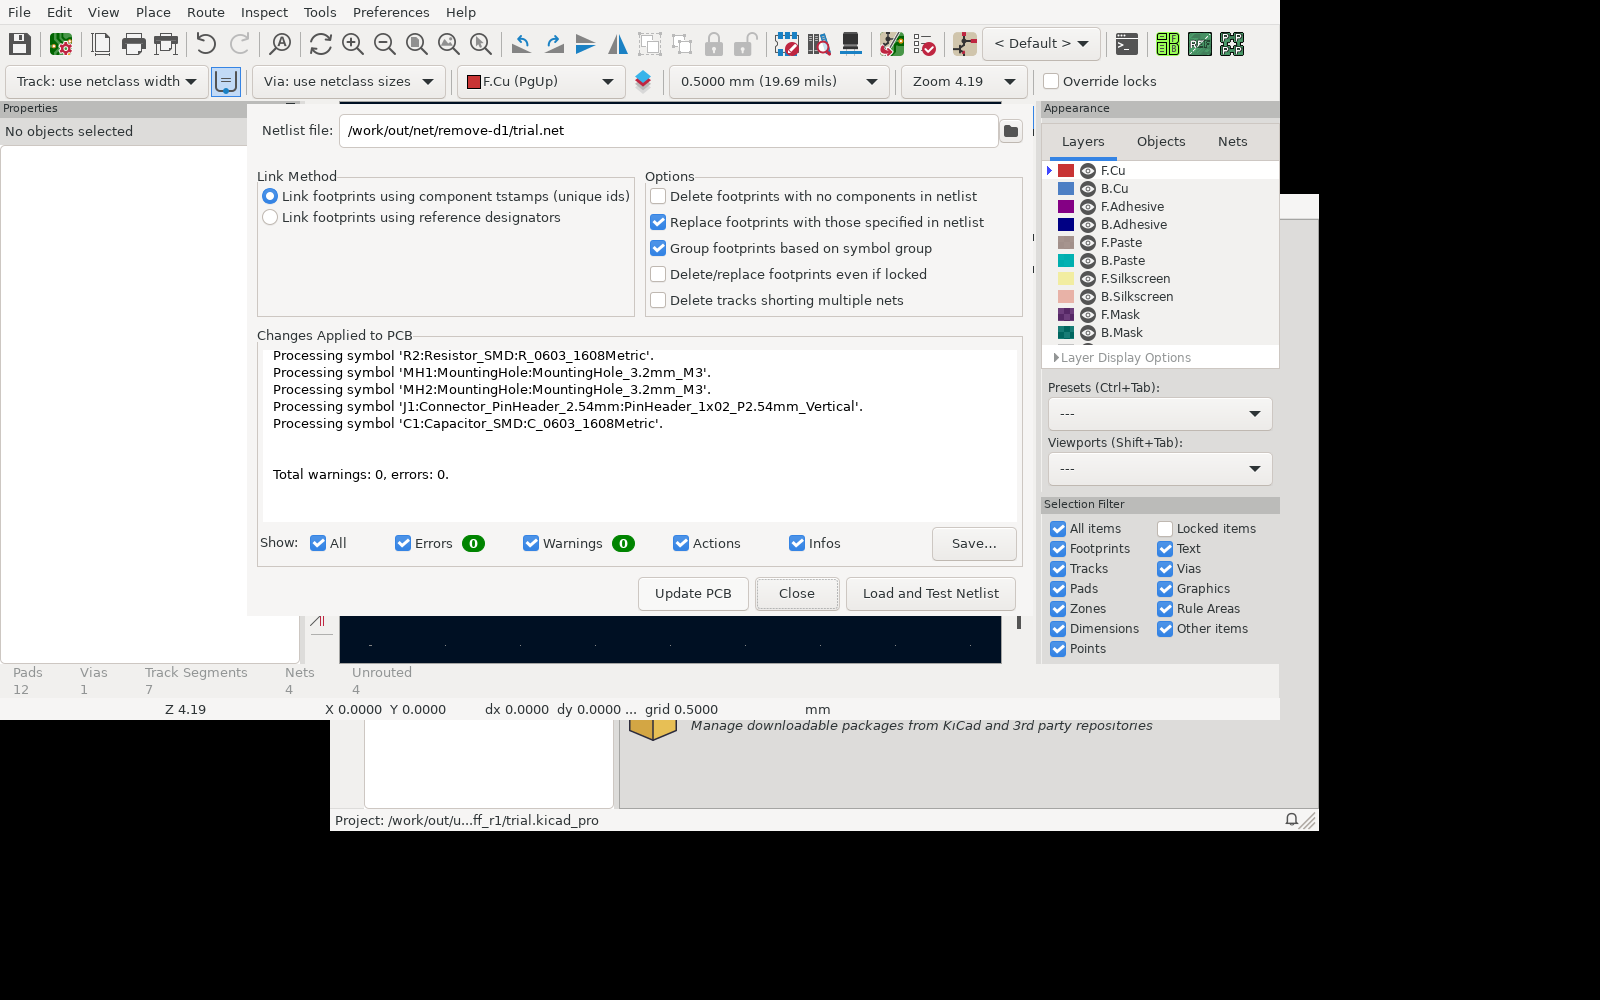 File Edit View Place Route Inspect Tools Preferences Help
< Default >
Track: use netclass width
Via: use netclass sizes
F.Cu (PgUp)
0.5000 mm (19.69 mils)
Zoom 4.19
Override locks
Properties
No objects selected
Netlist file: /work/out/net/remove-d1/trial.net
Link Method
Link footprints using component tstamps (unique ids)
Link footprints using reference designators
Options
Delete footprints with no components in netlist
Replace footprints with those specified in netlist
Group footprints based on symbol group
Delete/replace footprints even if locked
Delete tracks shorting multiple nets
Changes Applied to PCB
Processing symbol 'R2:Resistor_SMD:R_0603_1608Metric'.
Processing symbol 'MH1:MountingHole:MountingHole_3.2mm_M3'.
Processing symbol 'MH2:MountingHole:MountingHole_3.2mm_M3'.
Processing symbol 'J1:Connector_PinHeader_2.54mm:PinHeader_1x02_P2.54mm_Vertical'.
Processing symbol 'C1:Capacitor_SMD:C_0603_1608Metric'.
Total warnings: 0, errors: 0.
Show: All Errors 0 Warnings 0 Actions Infos Save...
Update PCB Close Load and Test Netlist
Appearance
Layers Objects Nets
F.Cu
B.Cu
F.Adhesive
B.Adhesive
F.Paste
B.Paste
F.Silkscreen
B.Silkscreen
F.Mask
B.Mask
Layer Display Options
Presets (Ctrl+Tab):
---
Viewports (Shift+Tab):
---
Selection Filter
All items Locked items
Footprints Text
Tracks Vias
Pads Graphics
Zones Rule Areas
Dimensions Other items
Points
Pads Vias Track Segments Nets Unrouted
12 1 7 4 4
Z 4.19 X 0.0000 Y 0.0000 dx 0.0000 dy 0.0000 ... grid 0.5000 mm
Manage downloadable packages from KiCad and 3rd party repositories
Project: /work/out/u...ff_r1/trial.kicad_pro